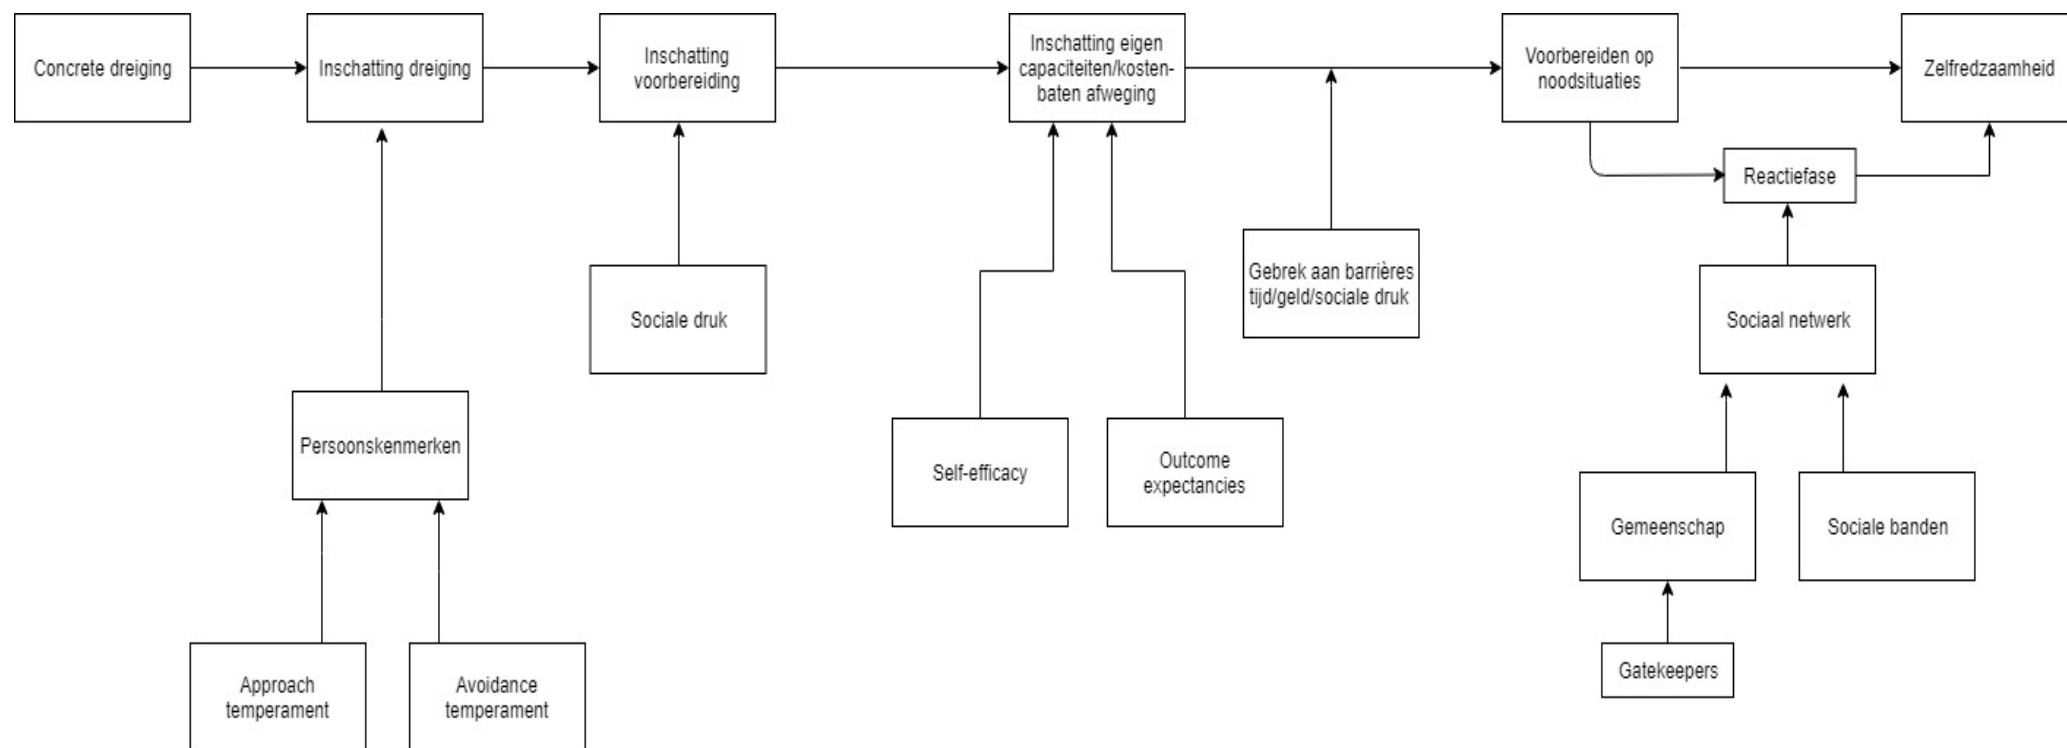 Concrete dreiging
Inschatting dreiging
Inschatting
voorbereiding
Inschatting eigen
capaciteiten/kosten-
baten afweging
Voorbereiden op
noodsituaties
Zelfredzaamheid
Reactiefase
Gebrek aan barrières
tijd/geld/sociale druk
Sociale druk
Sociaal netwerk
Persoonskenmerken
Self-efficacy
Outcome
expectancies
Gemeenschap
Sociale banden
Approach
temperament
Avoidance
temperament
Gatekeepers